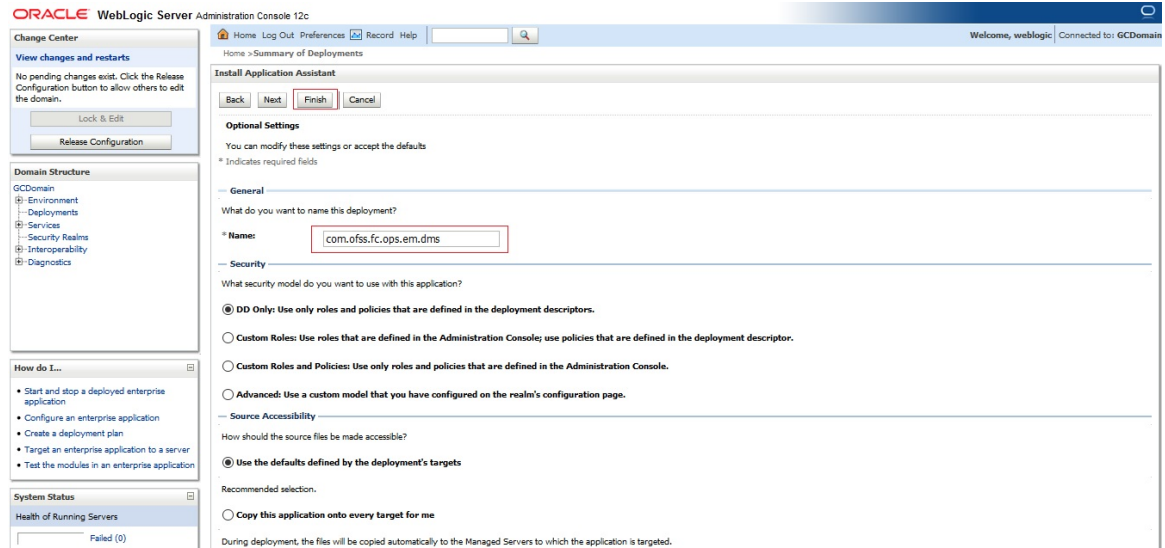 ORACLE WebLogic Server Administration Console 12c
Change Center
View changes and restarts
No pending changes exist. Click the Release
Configuration button to allow others to edit
the domain.
Lock & Edit
Release Configuration
Domain Structure
GCDomain
Environment
Deployments
Services
Security Realms
Interoperability
Diagnostics
How do I...
• Start and stop a deployed enterprise
application
• Configure an enterprise application
• Create a deployment plan
• Target an enterprise application to a server
• Test the modules in an enterprise application
System Status
Health of Running Servers
Failed (0)
Home Log Out Preferences Record Help
Welcome, weblogic Connected to: GCDomain
Home >Summary of Deployments
Install Application Assistant
Back Next Finish Cancel
Optional Settings
You can modify these settings or accept the defaults
* Indicates required fields
General
What do you want to name this deployment?
* Name: com.ofss.fc.ops.em.dms
Security
What security model do you want to use with this application?
DD Only: Use only roles and policies that are defined in the deployment descriptors.
Custom Roles: Use roles that are defined in the Administration Console; use policies that are defined in the deployment descriptor.
Custom Roles and Policies: Use only roles and policies that are defined in the Administration Console.
Advanced: Use a custom model that you have configured on the realm's configuration page.
Source Accessibility
How should the source files be made accessible?
Use the defaults defined by the deployment's targets
Recommended selection.
Copy this application onto every target for me
During deployment, the files will be copied automatically to the Managed Servers to which the application is targeted.